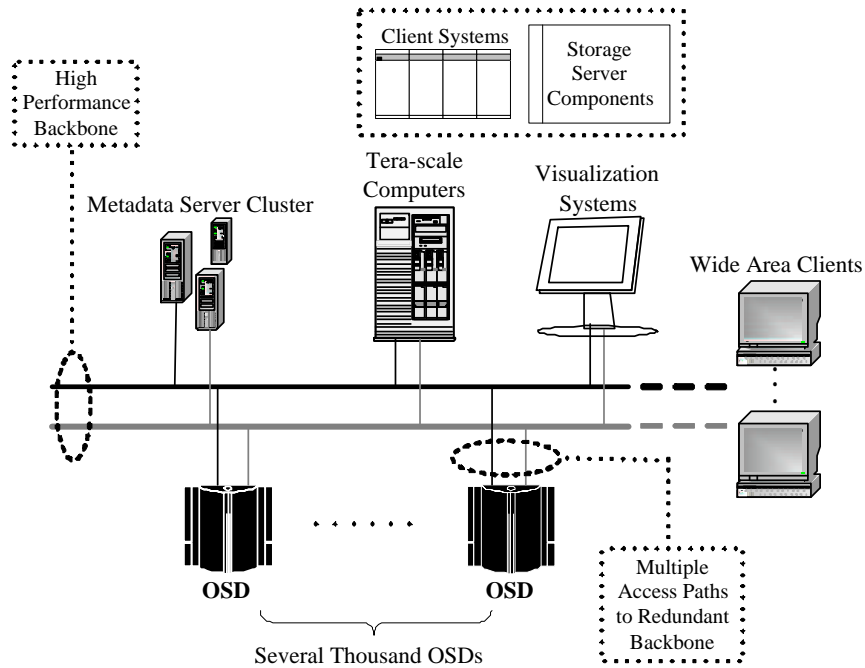 Client Systems
Storage
Server
Components
High
Performance
Backbone
Tera-scale
Computers
Visualization
Systems
Metadata Server Cluster
Wide Area Clients
OSD
OSD
Multiple
Access Paths
to Redundant
Backbone
Several Thousand OSDs